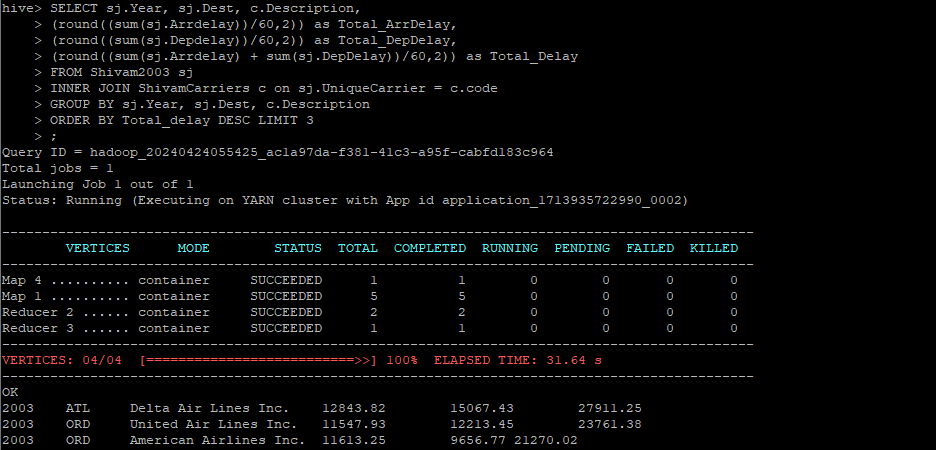 hive> SELECT sj.Year, sj.Dest, c.Description,
    > (round((sum(sj.Arrdelay))/60,2)) as Total_ArrDelay,
    > (round((sum(sj.Depdelay))/60,2)) as Total_DepDelay,
    > (round((sum(sj.Arrdelay) + sum(sj.DepDelay))/60,2)) as Total_Delay
    > FROM Shivam2003 sj
    > INNER JOIN ShivamCarriers c on sj.UniqueCarrier = c.code
    > GROUP BY sj.Year, sj.Dest, c.Description
    > ORDER BY Total_delay DESC LIMIT 3
    > ;
Query ID = hadoop_20240424055425_ac1a97da-f381-41c3-a95f-cabfd183c964
Total jobs = 1
Launching Job 1 out of 1
Status: Running (Executing on YARN cluster with App id application_1713935722990_0002)
----------------------------------------------------------------------------------------------
        VERTICES      MODE        STATUS  TOTAL  COMPLETED  RUNNING  PENDING  FAILED  KILLED
----------------------------------------------------------------------------------------------
Map 4 .......... container     SUCCEEDED      1          1        0        0       0       0
Map 1 .......... container     SUCCEEDED      5          5        0        0       0       0
Reducer 2 ...... container     SUCCEEDED      2          2        0        0       0       0
Reducer 3 ...... container     SUCCEEDED      1          1        0        0       0       0
----------------------------------------------------------------------------------------------
VERTICES: 04/04  [==========================>>] 100%  ELAPSED TIME: 31.64 s
----------------------------------------------------------------------------------------------
OK
2003    ATL     Delta Air Lines Inc.    12843.82        15067.43        27911.25
2003    ORD     United Air Lines Inc.   11547.93        12213.45        23761.38
2003    ORD     American Airlines Inc.  11613.25        9656.77 21270.02